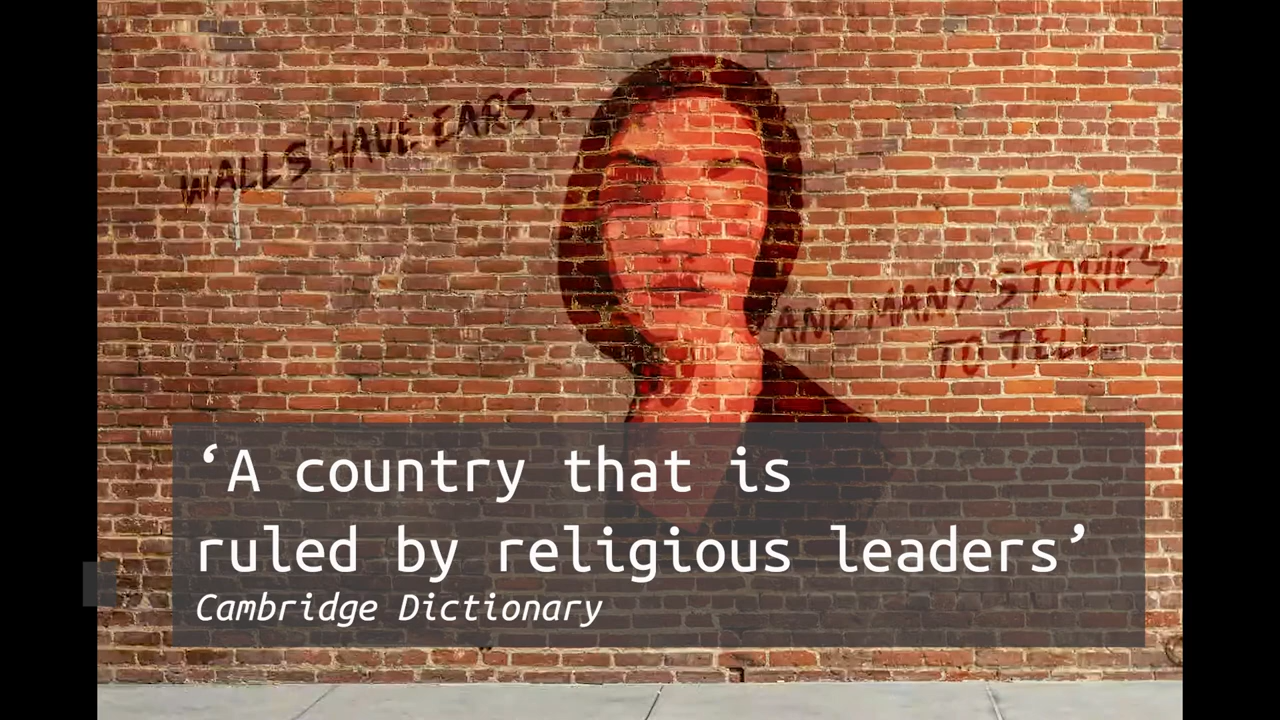 WALLS HAVE EARS...
AND MANY STORIES
TO TELL...
‘A country that is
ruled by religious leaders’
Cambridge Dictionary